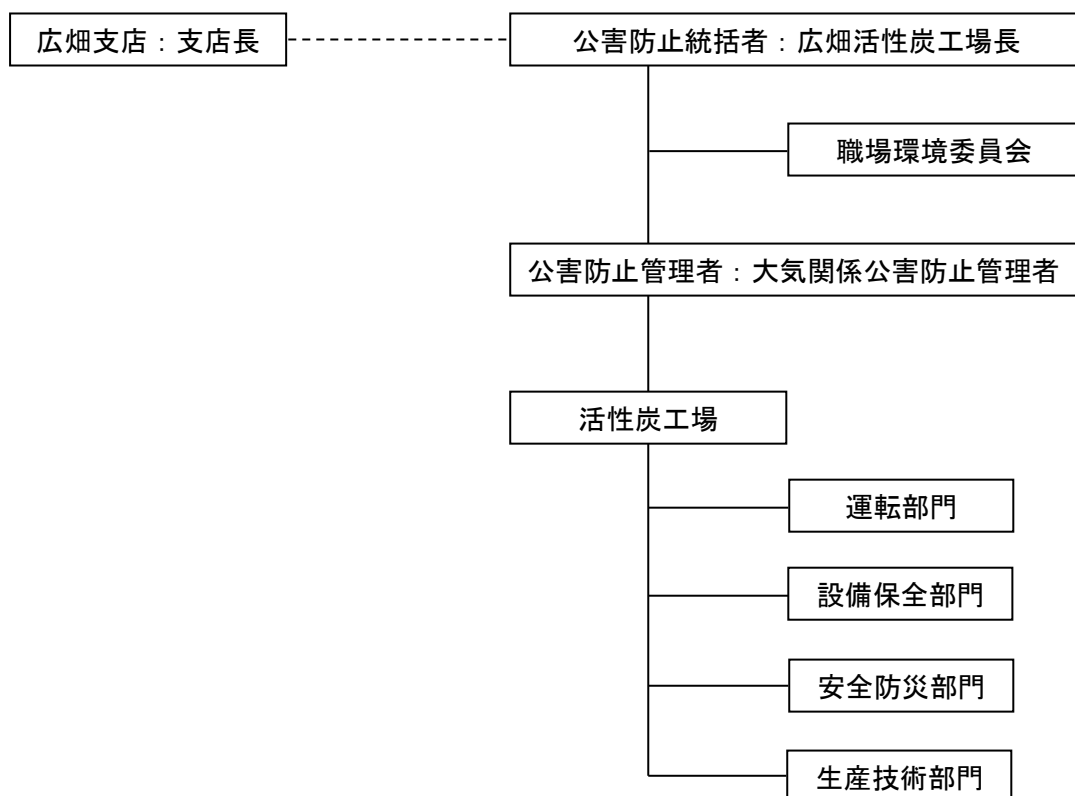 広畑支店：支店長
公害防止統括者：広畑活性炭工場長
職場環境委員会
公害防止管理者：大気関係公害防止管理者
活性炭工場
運転部門
設備保全部門
安全防災部門
生産技術部門